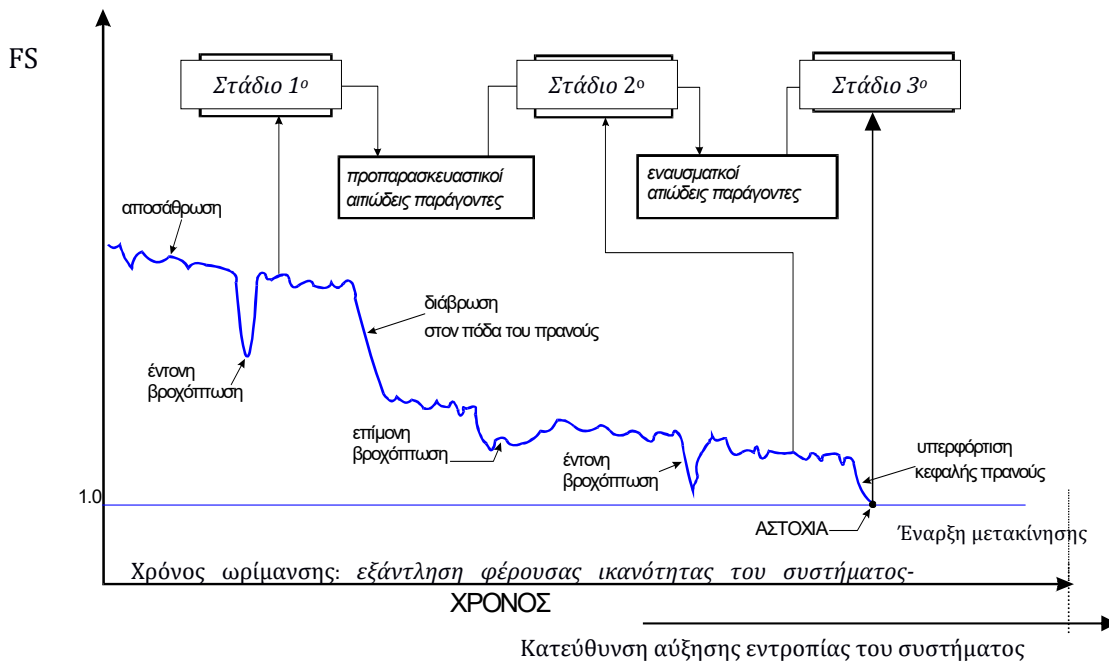 FS
Στάδιο 1ο
Στάδιο 2ο
Στάδιο 3ο
προπαρασκευαστικοί
αιτιώδεις παράγοντες
εναυσματκοί
αιτιώδεις παράγοντες
αποσάθρωση
διάβρωση
στον πόδα του πρανούς
έντονη
βροχόπτωση
επίμονη
βροχόπτωση
έντονη
βροχόπτωση
υπερφόρτιση
κεφαλής πρανούς
1.0
ΑΣΤΟΧΙΑ
Έναρξη μετακίνησης
Χρόνος ωρίμανσης: εξάντληση φέρουσας ικανότητας του συστήματος-
ΧΡΟΝΟΣ
Κατεύθυνση αύξησης εντροπίας του συστήματος